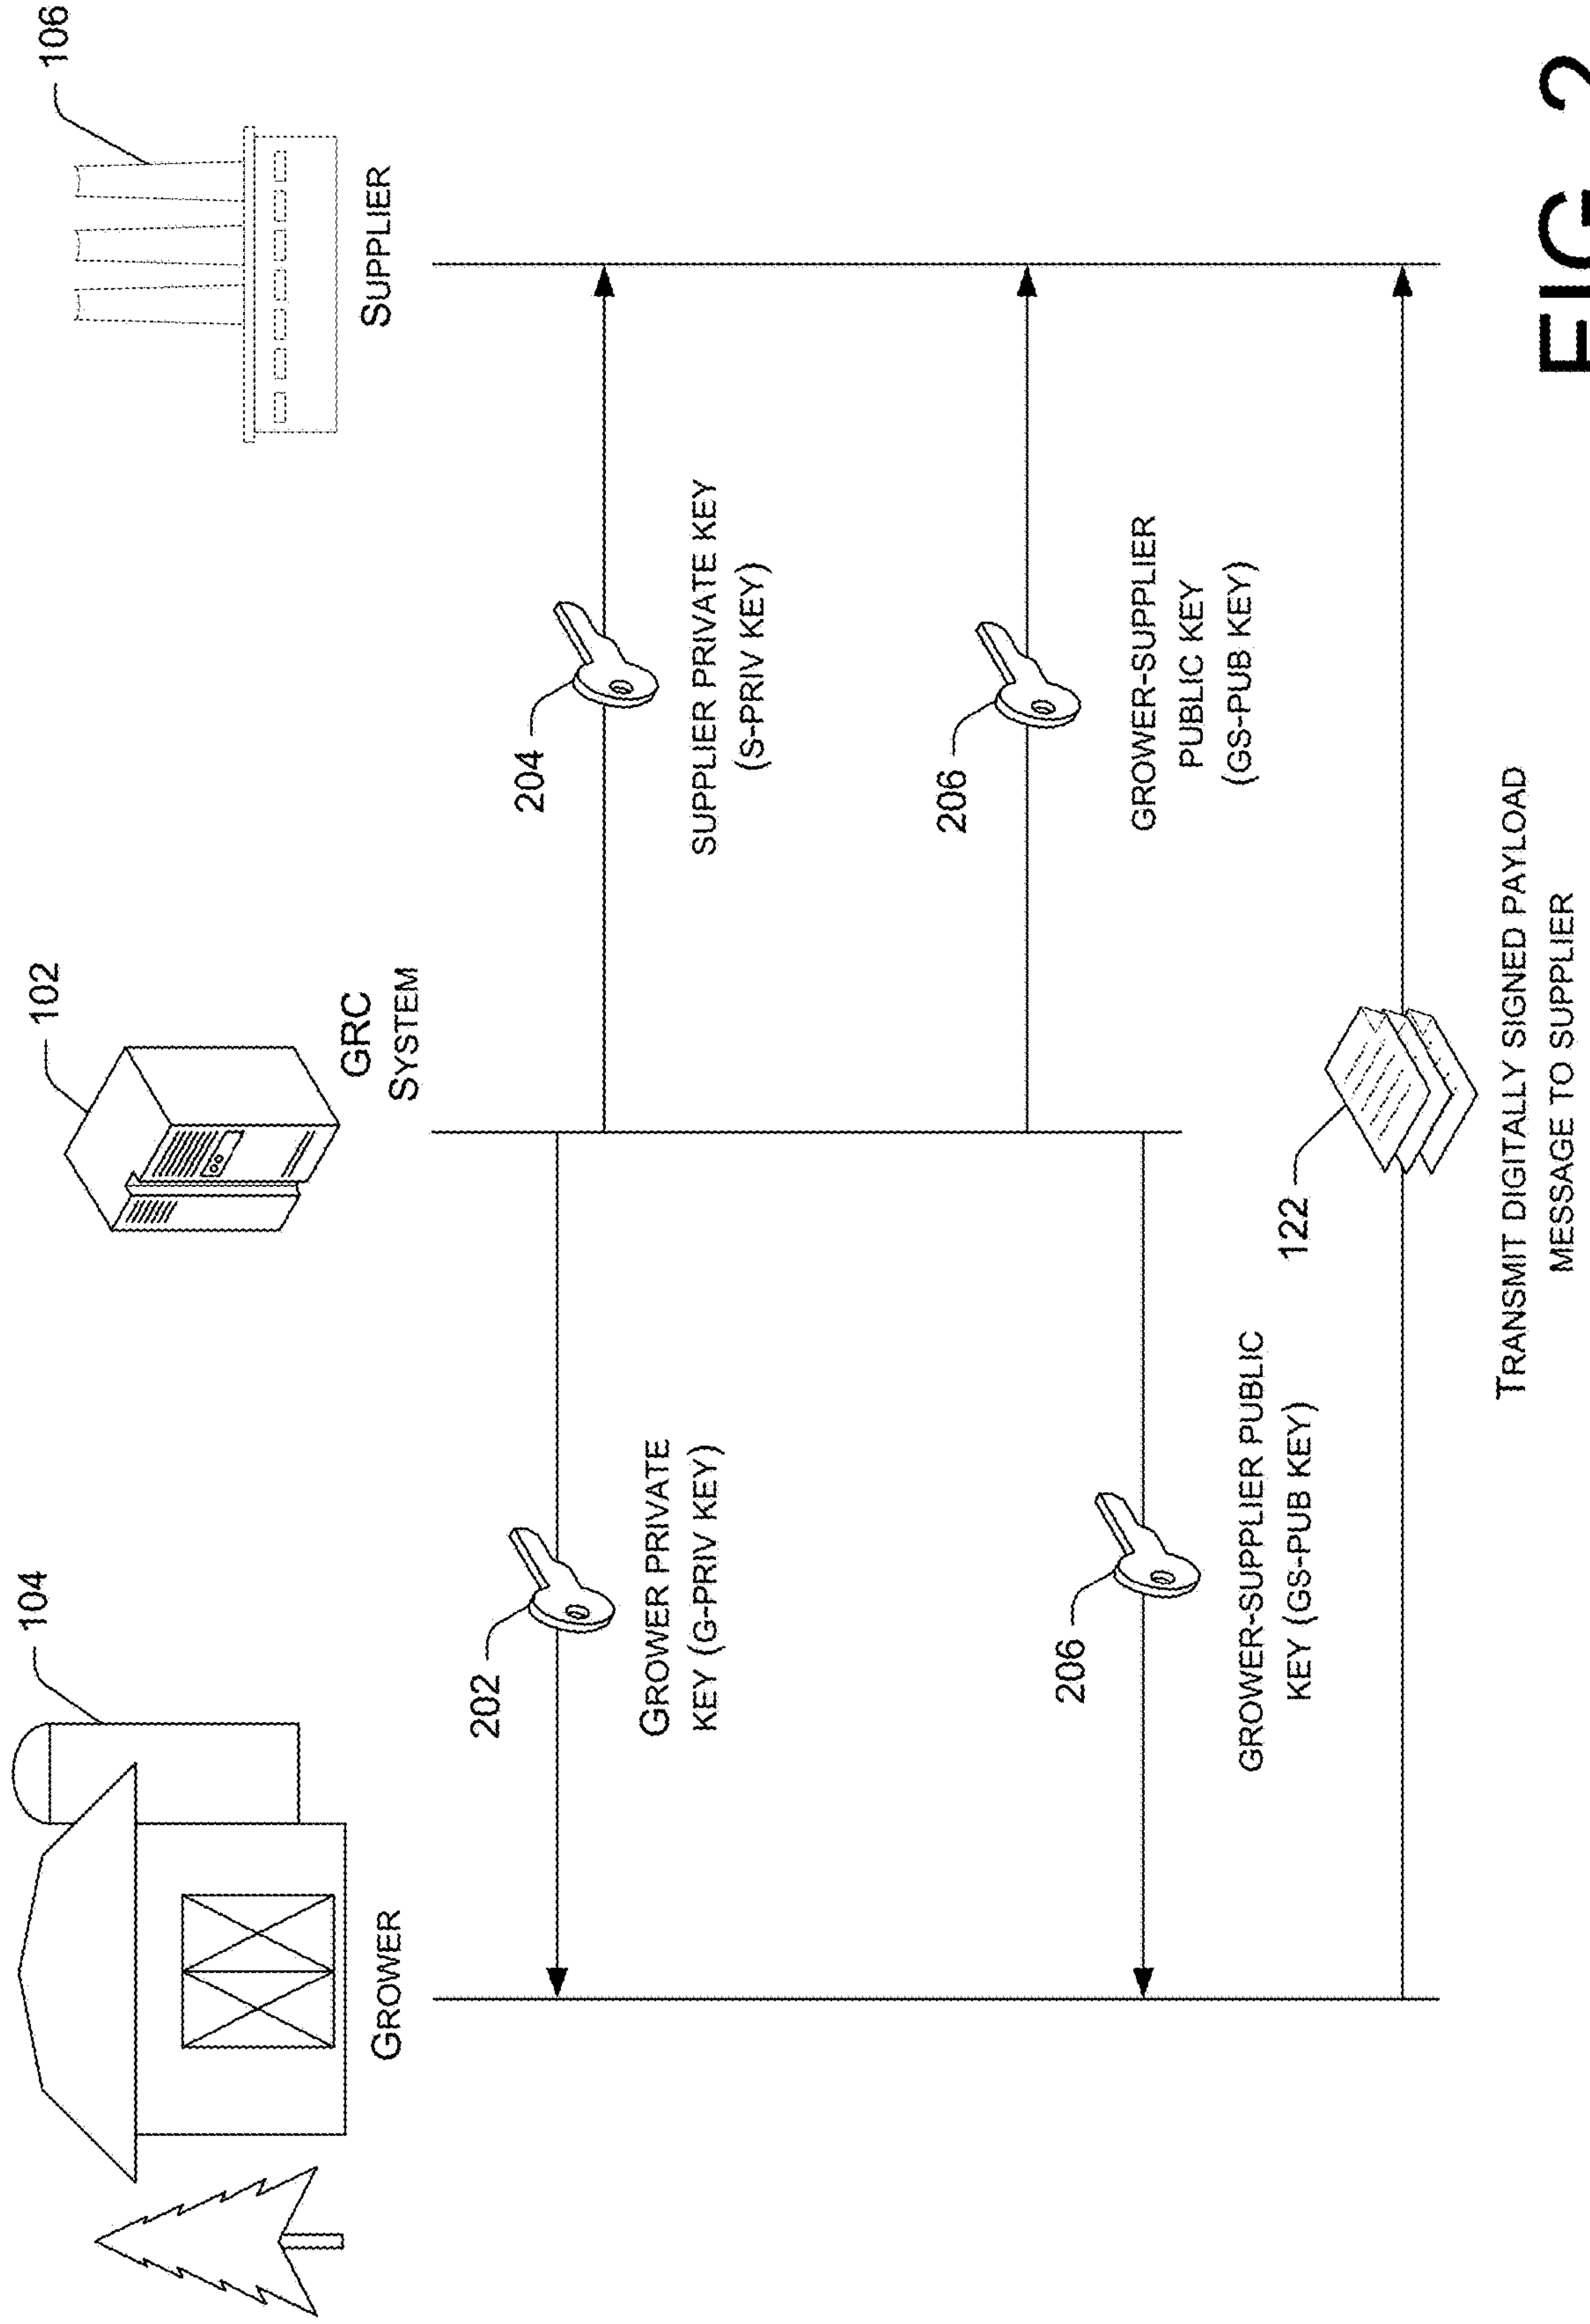 104
102
106
GROWER
GRC
SYSTEM
SUPPLIER
202
GROWER PRIVATE
KEY (G-PRIV KEY)
204
SUPPLIER PRIVATE KEY
(S-PRIV KEY)
206
GROWER-SUPPLIER
PUBLIC KEY
(GS-PUB KEY)
206
GROWER-SUPPLIER PUBLIC
KEY (GS-PUB KEY)
122
TRANSMIT DIGITALLY SIGNED PAYLOAD
MESSAGE TO SUPPLIER
FIG. 2